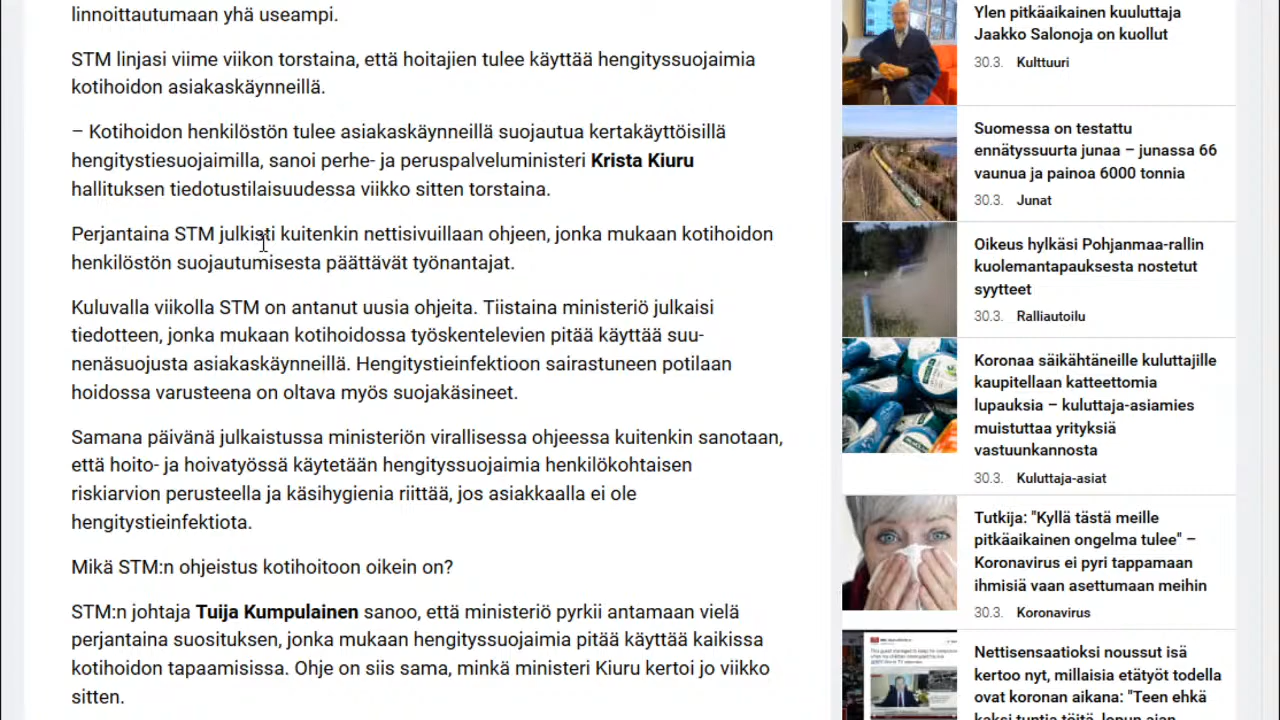 linnoittautumaan yhä useampi.
STM linjasi viime viikon torstaina, että hoitajien tulee käyttää hengityssuojaimia
kotihoidon asiakaskäynneillä.
– Kotihoidon henkilöstön tulee asiakaskäynneillä suojautua kertakäyttöisillä
hengitystiesuojaimilla, sanoi perhe- ja peruspalveluministeri Krista Kiuru
hallituksen tiedotustilaisuudessa viikko sitten torstaina.
Perjantaina STM julkisti kuitenkin nettisivuillaan ohjeen, jonka mukaan kotihoidon
henkilöstön suojautumisesta päättävät työnantajat.
Kuluvalla viikolla STM on antanut uusia ohjeita. Tiistaina ministeriö julkaisi
tiedotteen, jonka mukaan kotihoidossa työskentelevien pitää käyttää suu-
nenäsuojusta asiakaskäynneillä. Hengitystieinfektioon sairastuneen potilaan
hoidossa varusteena on oltava myös suojakäsineet.
Samana päivänä julkaistussa ministeriön virallisessa ohjeessa kuitenkin sanotaan,
että hoito- ja hoivatyössä käytetään hengityssuojaimia henkilökohtaisen
riskiarvion perusteella ja käsihygienia riittää, jos asiakkaalla ei ole
hengitystieinfektiota.
Mikä STM:n ohjeistus kotihoitoon oikein on?
STM:n johtaja Tuija Kumpulainen sanoo, että ministeriö pyrkii antamaan vielä
perjantaina suosituksen, jonka mukaan hengityssuojaimia pitää käyttää kaikissa
kotihoidon palveluissa. Ohje on siis sama, minkä ministeri Kiuru kertoi jo viikko
sitten.
Ylen pitkäaikainen kuuluttaja
Jaakko Salonoja on kuollut
30.3. Kulttuuri
Suomessa on testattu
ennätyssuurta junaa – junassa 66
vaunua ja painoa 6000 tonnia
30.3. Junat
Oikeus hylkäsi Pohjanmaa-rallin
kuolemantapauksesta nostetut
syytteet
30.3. Ralliautoilu
Koronaa säikähtäneille kuluttajille
kaupitellaan katteettomia
lupauksia – kuluttaja-asiamies
muistuttaa yrityksiä
vastuunkannosta
30.3. Kuluttaja-asiat
Tutkija: "Kyllä tästä meille
pitkäaikainen ongelma tulee" –
Koronavirus ei pyri tappamaan
ihmisiä vaan asettumaan meihin
30.3. Koronavirus
Nettisensaatioksi noussut isä
kertoo nyt, millaisia etätyöt todella
ovat koronan aikana: "Teen ehkä
kaksi tuntia töitä, lopun ajan